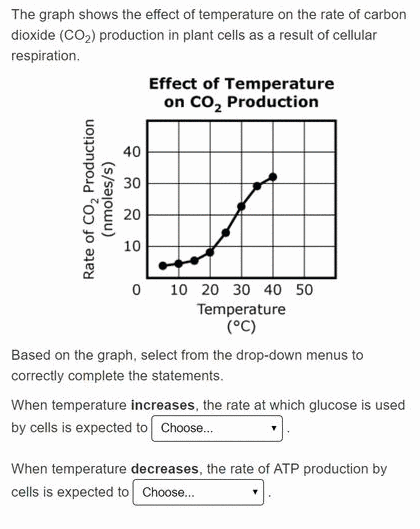 The graph shows the effect of temperature on the rate of carbon
dioxide (CO₂) production in plant cells as a result of cellular
respiration.
Effect of Temperature
on CO₂ Production
Rate of CO₂ Production
(nmoles/s)
40
30
20
10
0 10 20 30 40 50
Temperature
(°C)
Based on the graph, select from the drop-down menus to
correctly complete the statements.
When temperature increases, the rate at which glucose is used
by cells is expected to Choose... .
When temperature decreases, the rate of ATP production by
cells is expected to Choose... .